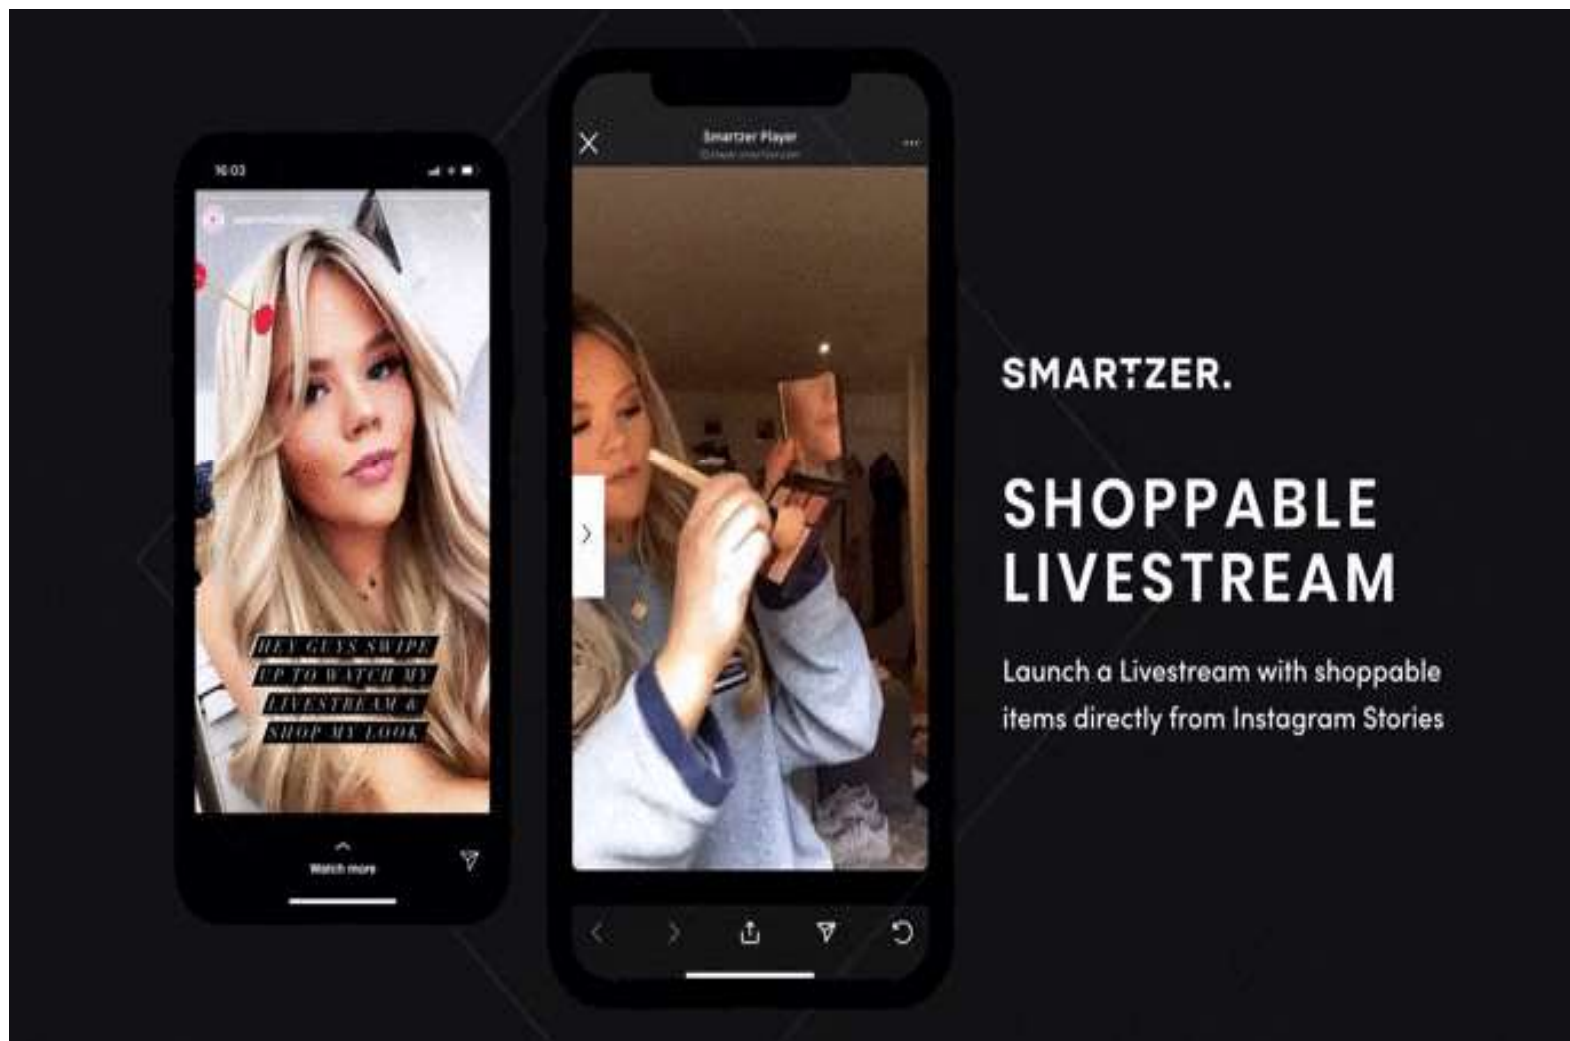 16:03
HEY GUYS SWIPE
UP TO WATCH MY
LIVESTREAM &
SHOP MY LOOK
Watch more
Smartzer Player
SMARTZER.
SHOPPABLE
LIVESTREAM
Launch a Livestream with shoppable
items directly from Instagram Stories